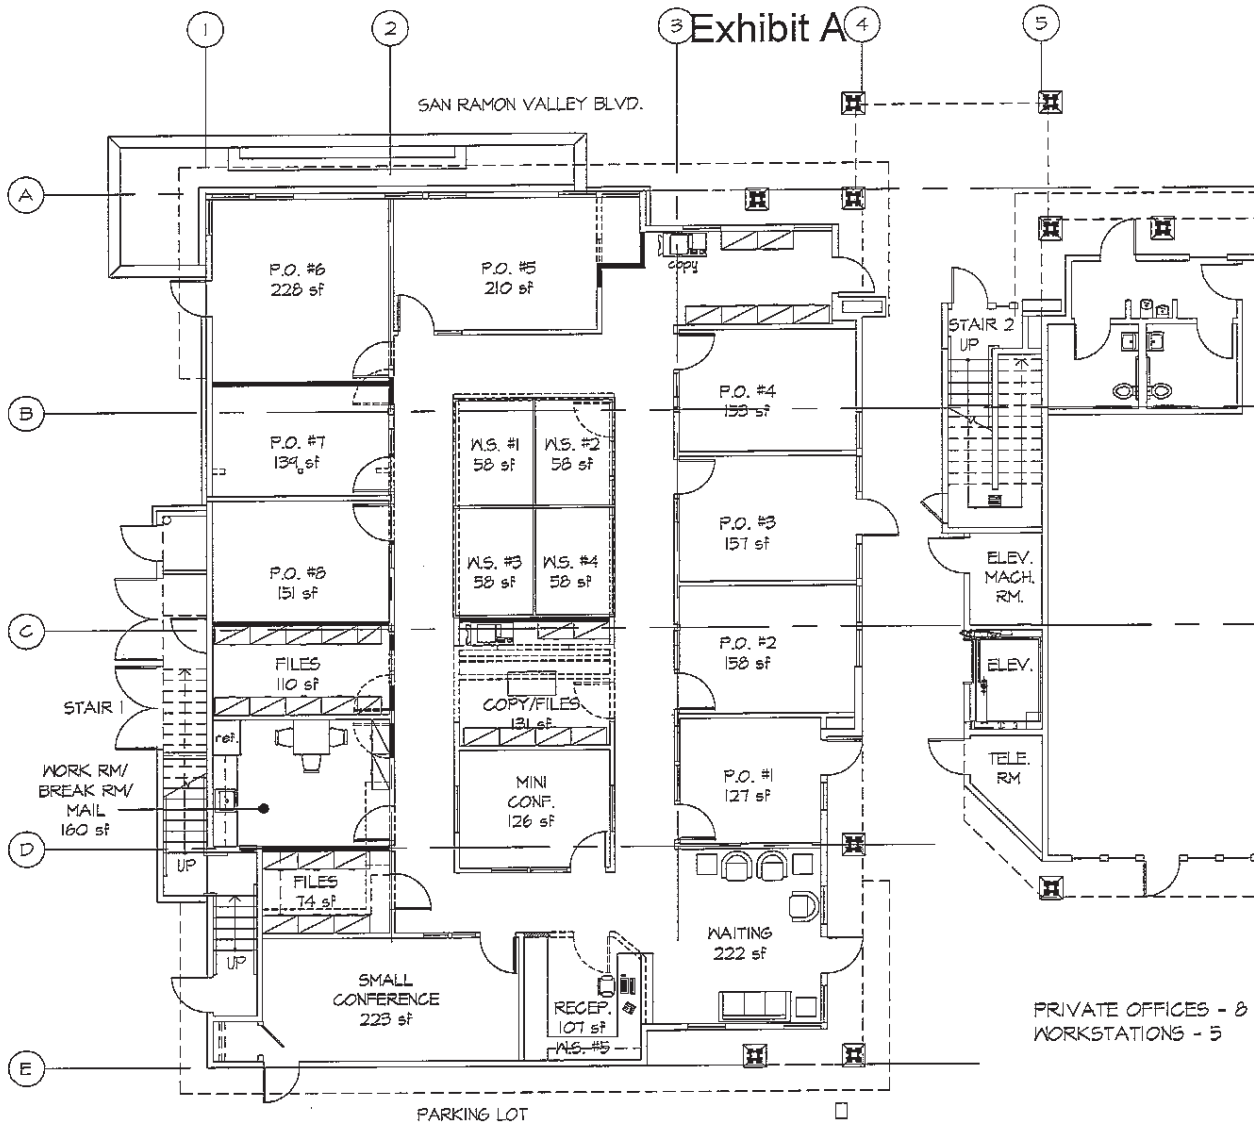 1
2
3
Exhibit A
4
5
SAN RAMON VALLEY BLVD.
A
P.O. #6
228 sf
P.O. #5
210 sf
copy
STAIR 2
UP
B
P.O. #4
P.O. #7
139 sf
W.S. #1
58 sf
W.S. #2
58 sf
P.O. #3
157 sf
P.O. #8
151 sf
W.S. #3
58 sf
W.S. #4
58 sf
ELEV.
MACH.
RM.
C
P.O. #2
158 sf
FILES
110 sf
ELEV.
STAIR 1
COPY/FILES
131 sf
ref.
WORK RM/
BREAK RM/
MAIL
160 sf
MINI
CONF.
126 sf
P.O. #1
127 sf
TELE.
RM
D
UP
FILES
74 sf
WAITING
222 sf
UP
SMALL
CONFERENCE
223 sf
RECEP.
107 sf
W.S. #5
PRIVATE OFFICES - 8
WORKSTATIONS - 5
E
PARKING LOT